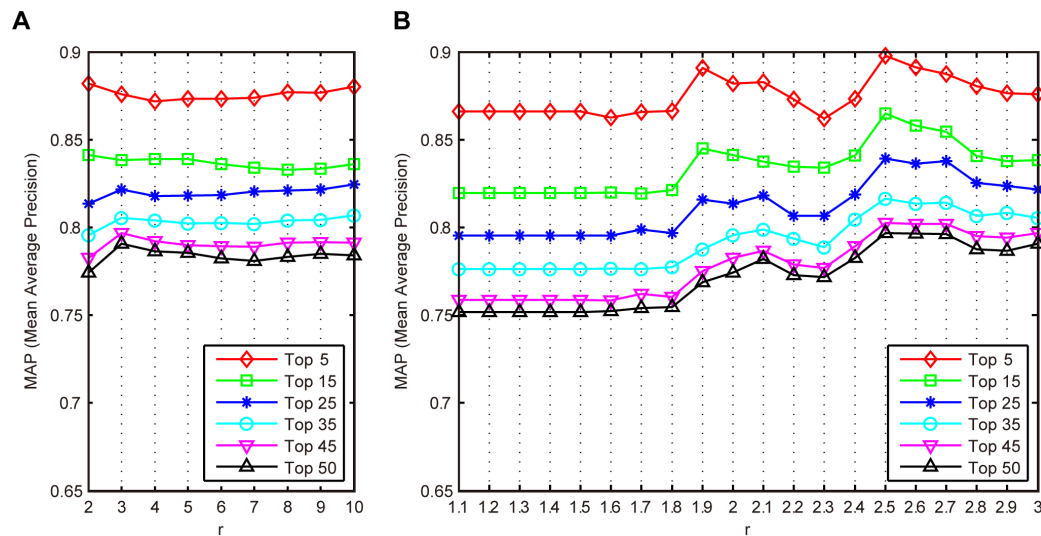 A
B
MAP (Mean Average Precision)
0.9
0.85
0.8
0.75
0.7
0.65
2 3 4 5 6 7 8 9 10
r
Top 5
Top 15
Top 25
Top 35
Top 45
Top 50
MAP (Mean Average Precision)
0.9
0.85
0.8
0.75
0.7
0.65
1.1 1.2 1.3 1.4 1.5 1.6 1.7 1.8 1.9 2 2.1 2.2 2.3 2.4 2.5 2.6 2.7 2.8 2.9 3
r
Top 5
Top 15
Top 25
Top 35
Top 45
Top 50